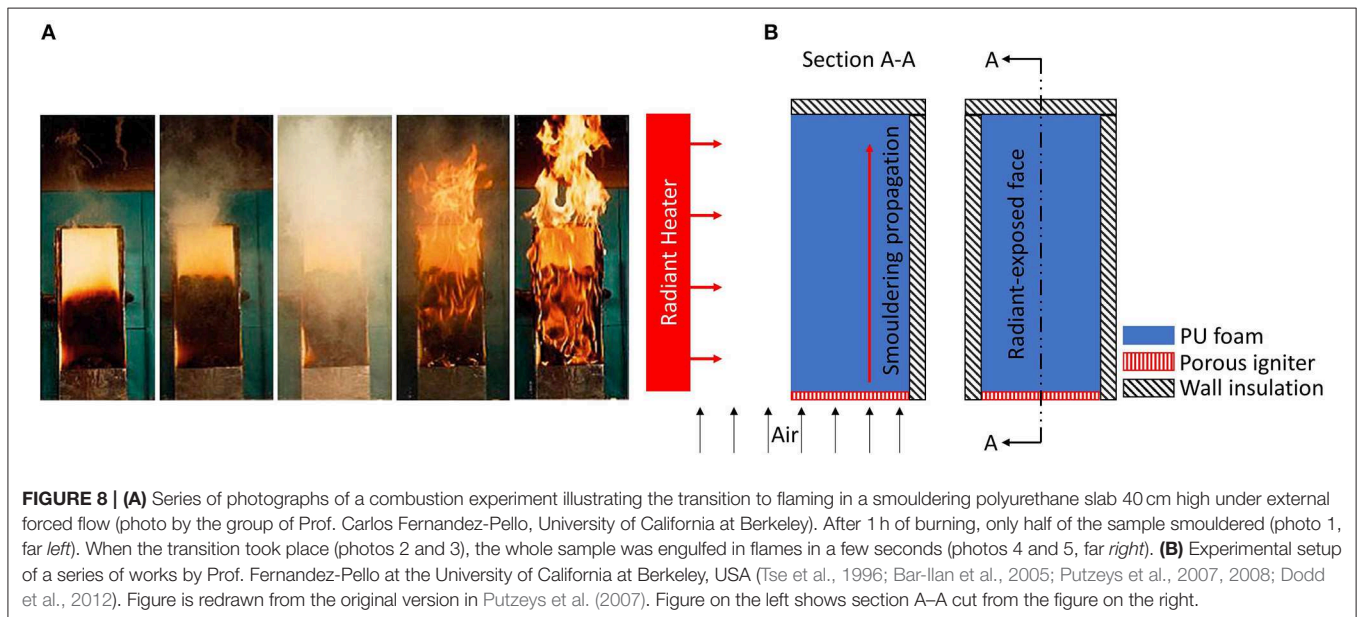 A
B
Section A-A
A
Radiant Heater
Smouldering propagation
Radiant-exposed face
PU foam
Porous igniter
Wall insulation
Air
A
FIGURE 8 | (A) Series of photographs of a combustion experiment illustrating the transition to flaming in a smouldering polyurethane slab 40 cm high under external
forced flow (photo by the group of Prof. Carlos Fernandez-Pello, University of California at Berkeley). After 1 h of burning, only half of the sample smouldered (photo 1,
far left). When the transition took place (photos 2 and 3), the whole sample was engulfed in flames in a few seconds (photos 4 and 5, far right). (B) Experimental setup
of a series of works by Prof. Fernandez-Pello at the University of California at Berkeley, USA (Tse et al., 1996; Bar-Ilan et al., 2005; Putzeys et al., 2007, 2008; Dodd
et al., 2012). Figure is redrawn from the original version in Putzeys et al. (2007). Figure on the left shows section A–A cut from the figure on the right.